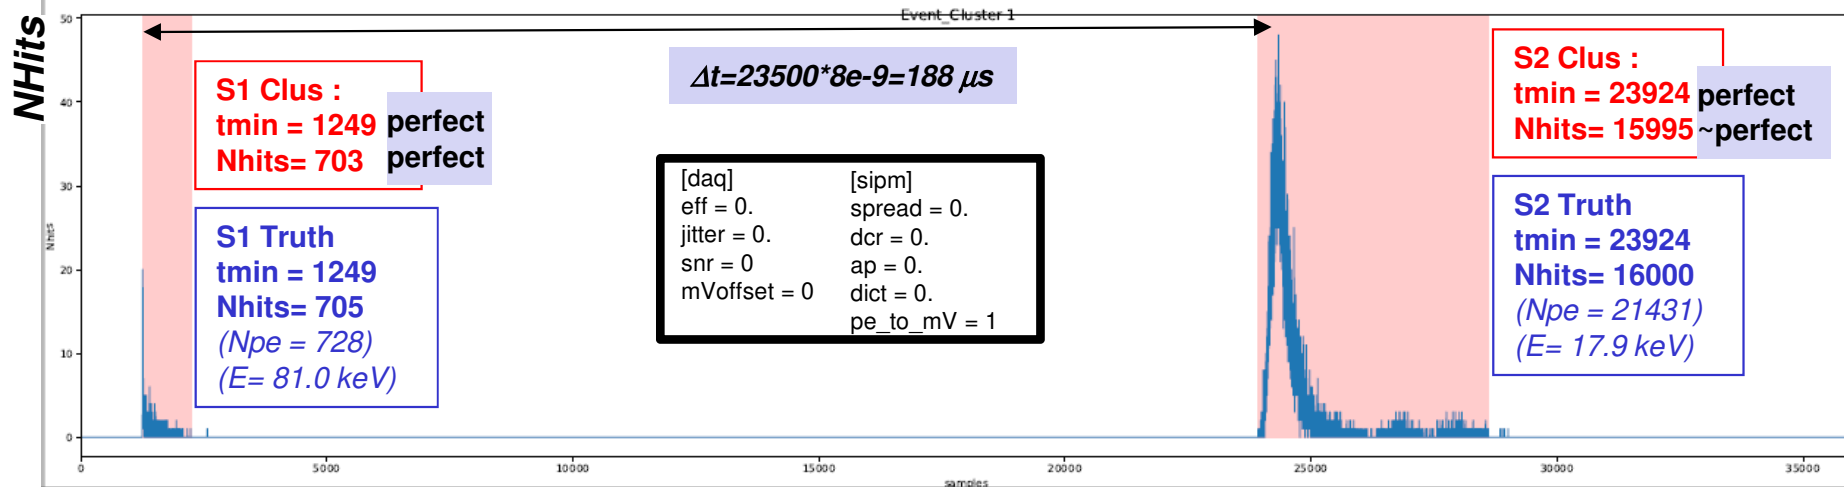 NHits
Event_Cluster 1
50
40
30
20
10
0
Nhits
S1 Clus :
tmin = 1249 perfect
Nhits= 703 perfect
S1 Truth
tmin = 1249
Nhits= 705
(Npe = 728)
(E= 81.0 keV)
Δt=23500*8e-9=188 μs
[daq]
eff = 0.
jitter = 0.
snr = 0
mVoffset = 0
[sipm]
spread = 0.
dcr = 0.
ap = 0.
dict = 0.
pe_to_mV = 1
S2 Clus :
tmin = 23924 perfect
Nhits= 15995 ~perfect
S2 Truth
tmin = 23924
Nhits= 16000
(Npe = 21431)
(E= 17.9 keV)
0 5000 10000 15000 20000 25000 30000 35000
samples